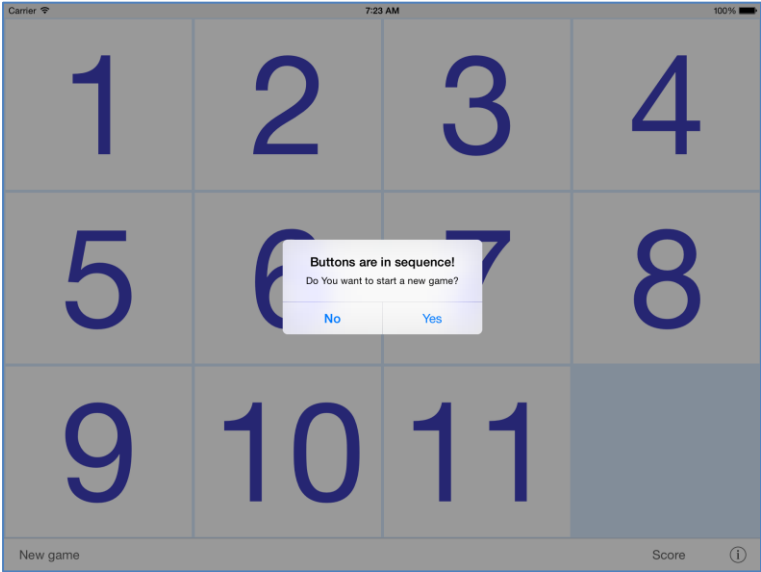 Carrier 7:23 AM 100%
1 2 3 4
5 6 7 8
Buttons are in sequence!
Do You want to start a new game?
No Yes
9 10 11
New game Score i